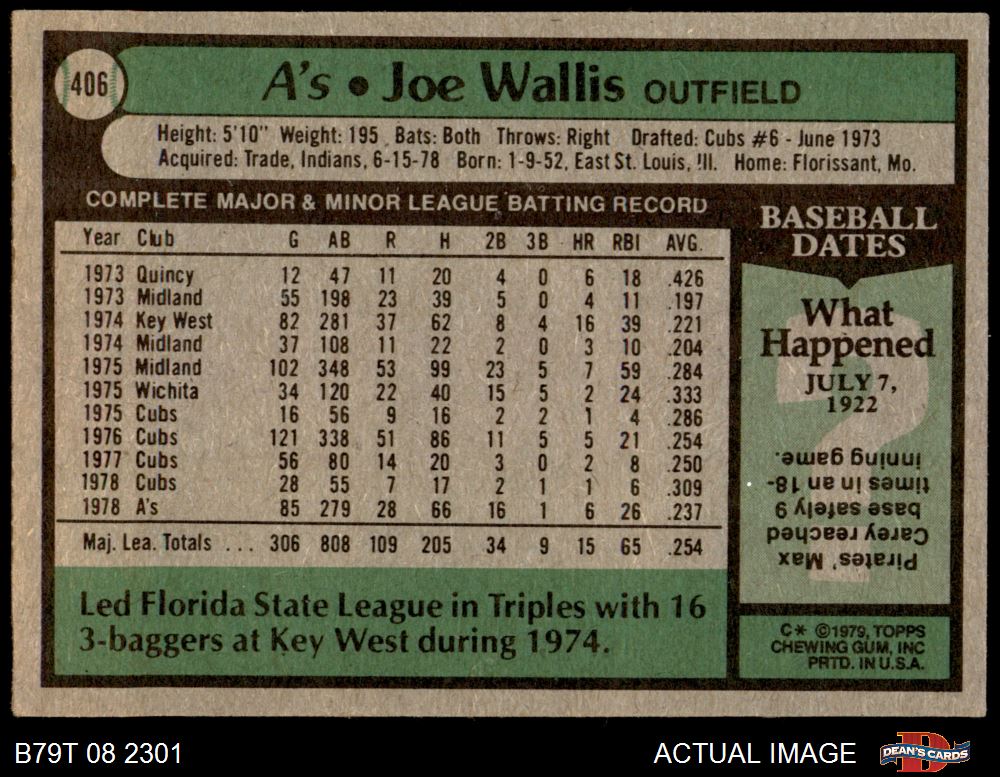 406
A's • Joe Wallis OUTFIELD
Height: 5'10" Weight: 195 Bats: Both Throws: Right Drafted: Cubs #6 - June 1973
Acquired: Trade, Indians, 6-15-78 Born: 1-9-52, East St. Louis, Ill. Home: Florissant, Mo.
COMPLETE MAJOR & MINOR LEAGUE BATTING RECORD
Year Club G AB R H 2B 3B HR RBI AVG.
1973 Quincy 12 47 11 20 4 0 6 18 .426
1973 Midland 55 198 23 39 5 0 4 11 .197
1974 Key West 82 281 37 62 8 4 16 39 .221
1974 Midland 37 108 11 22 2 0 3 10 .204
1975 Midland 102 348 53 99 23 5 7 59 .284
1975 Wichita 34 120 22 40 15 5 2 24 .333
1975 Cubs 16 56 9 16 2 2 1 4 .286
1976 Cubs 121 338 51 86 11 5 5 21 .254
1977 Cubs 56 80 14 20 3 0 2 8 .250
1978 Cubs 28 55 7 17 2 1 1 6 .309
1978 A's 85 279 28 66 16 1 6 26 .237
Maj. Lea. Totals ... 306 808 109 205 34 9 15 65 .254
Led Florida State League in Triples with 16
3-baggers at Key West during 1974.
BASEBALL
DATES
What
Happened
JULY 7,
1922
Pirates' Max
Carey reached
base safely 9
times in an 18-
inning game.
C* ©1979, TOPPS
CHEWING GUM, INC
PRTD. IN U.S.A.
B79T 08 2301
ACTUAL IMAGE
DEAN'S CARDS